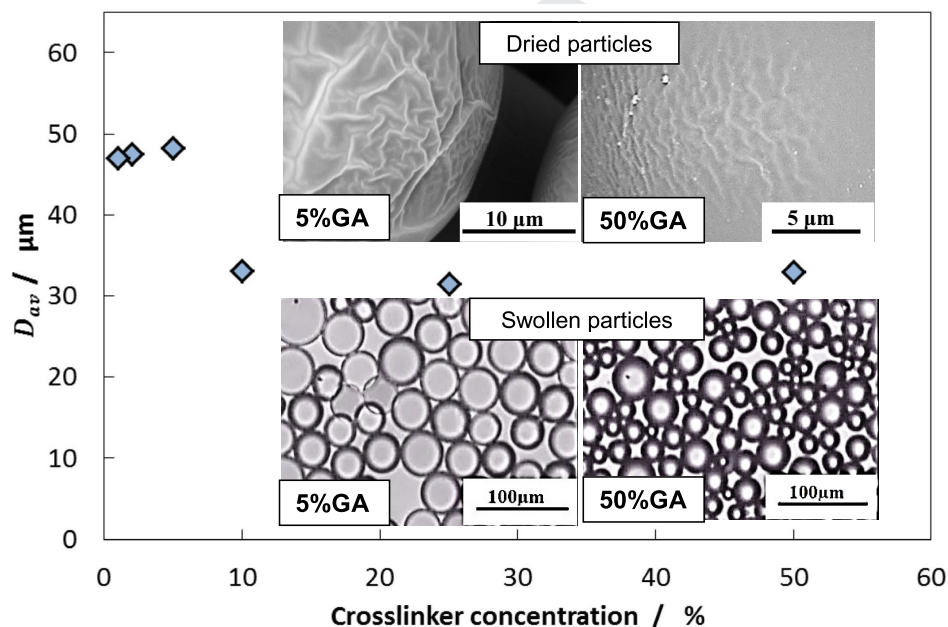 60
50
40
30
20
10
0
D_av / μm
Dried particles
5%GA
10 μm
50%GA
5 μm
Swollen particles
5%GA
100μm
50%GA
100μm
0 10 20 30 40 50 60
Crosslinker concentration / %